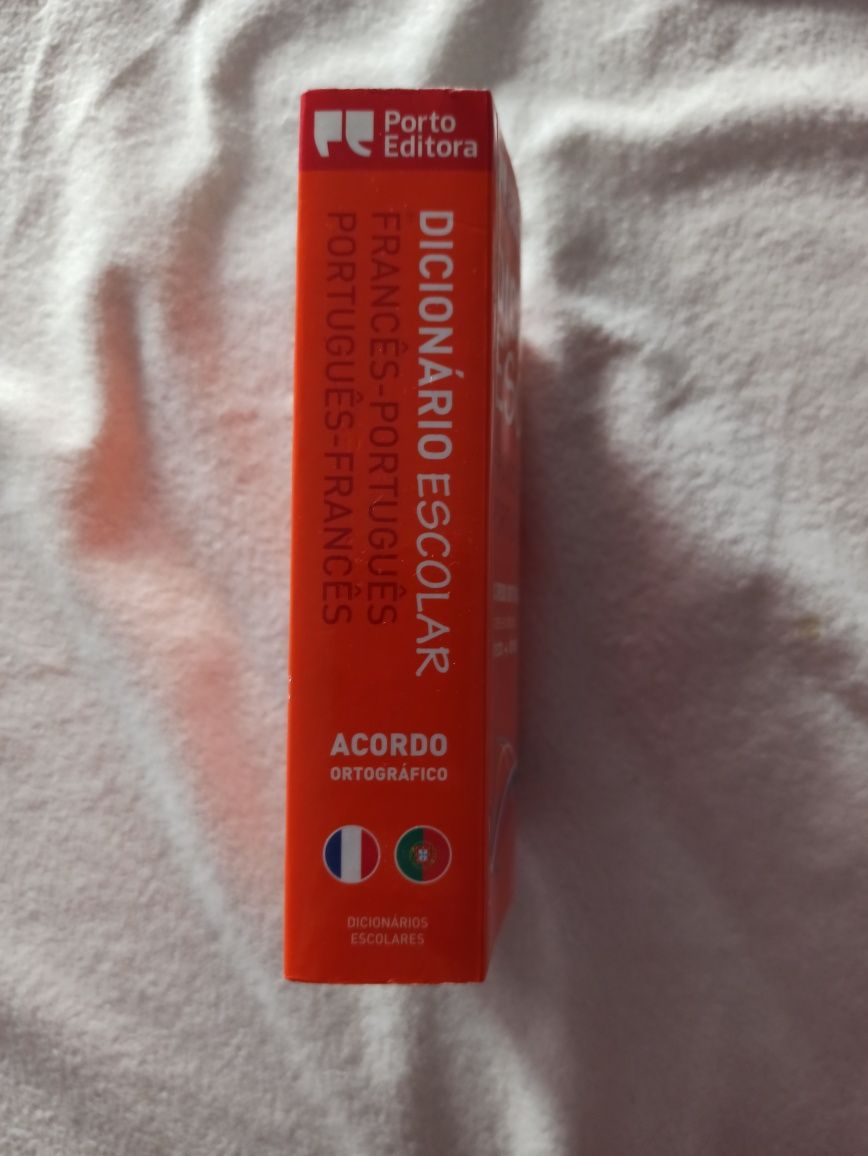 Porto
Editora
DICIONÁRIO ESCOLAR
FRANCÊS-PORTUGUÊS
PORTUGUÊS-FRANCÊS
ACORDO
ORTOGRÁFICO
DICIONÁRIOS
ESCOLARES